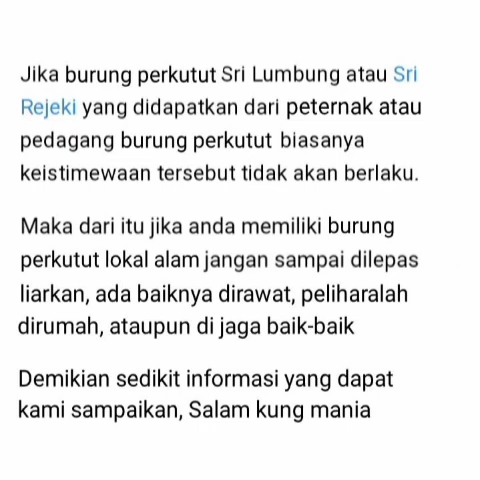 Jika burung perkutut Sri Lumbung atau Sri
Rejeki yang didapatkan dari peternak atau
pedagang burung perkutut biasanya
keistimewaan tersebut tidak akan berlaku.
Maka dari itu jika anda memiliki burung
perkutut lokal alam jangan sampai dilepas
liarkan, ada baiknya dirawat, peliharalah
dirumah, ataupun di jaga baik-baik
Demikian sedikit informasi yang dapat
kami sampaikan, Salam kung mania